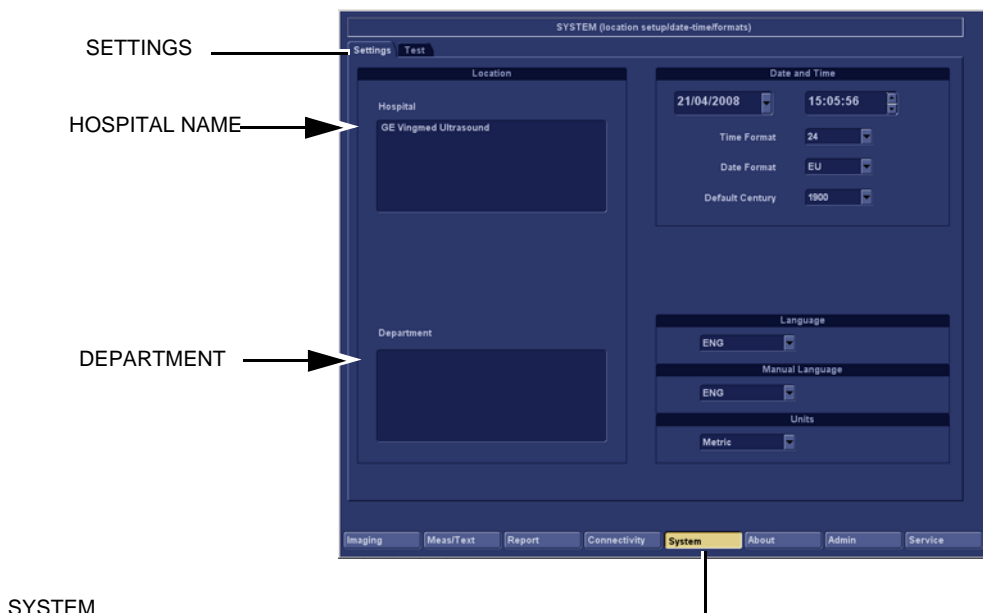 SYSTEM (location setup/date-time/formats)
SETTINGS
Settings Test
Location
Date and Time
Hospital
21/04/2008 15:05:56
HOSPITAL NAME
GE Vingmed Ultrasound
Time Format 24
Date Format EU
Default Century 1900
Department
Language
ENG
DEPARTMENT
Manual Language
ENG
Units
Metric
Imaging Meas/Text Report Connectivity System About Admin Service
SYSTEM